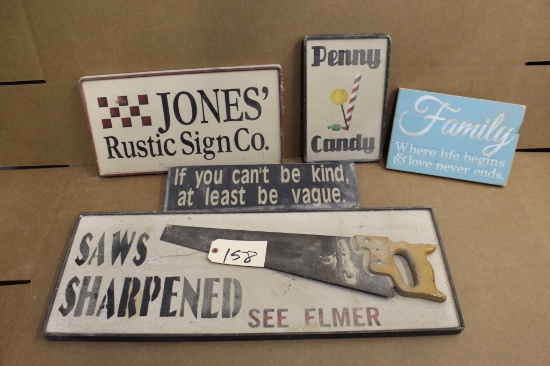 JONES'
Rustic Sign Co.
Penny
Candy
Family
Where life begins
& love never ends.
If you can't be kind,
at least be vague.
SAWS
SHARPENED
SEE ELMER
158